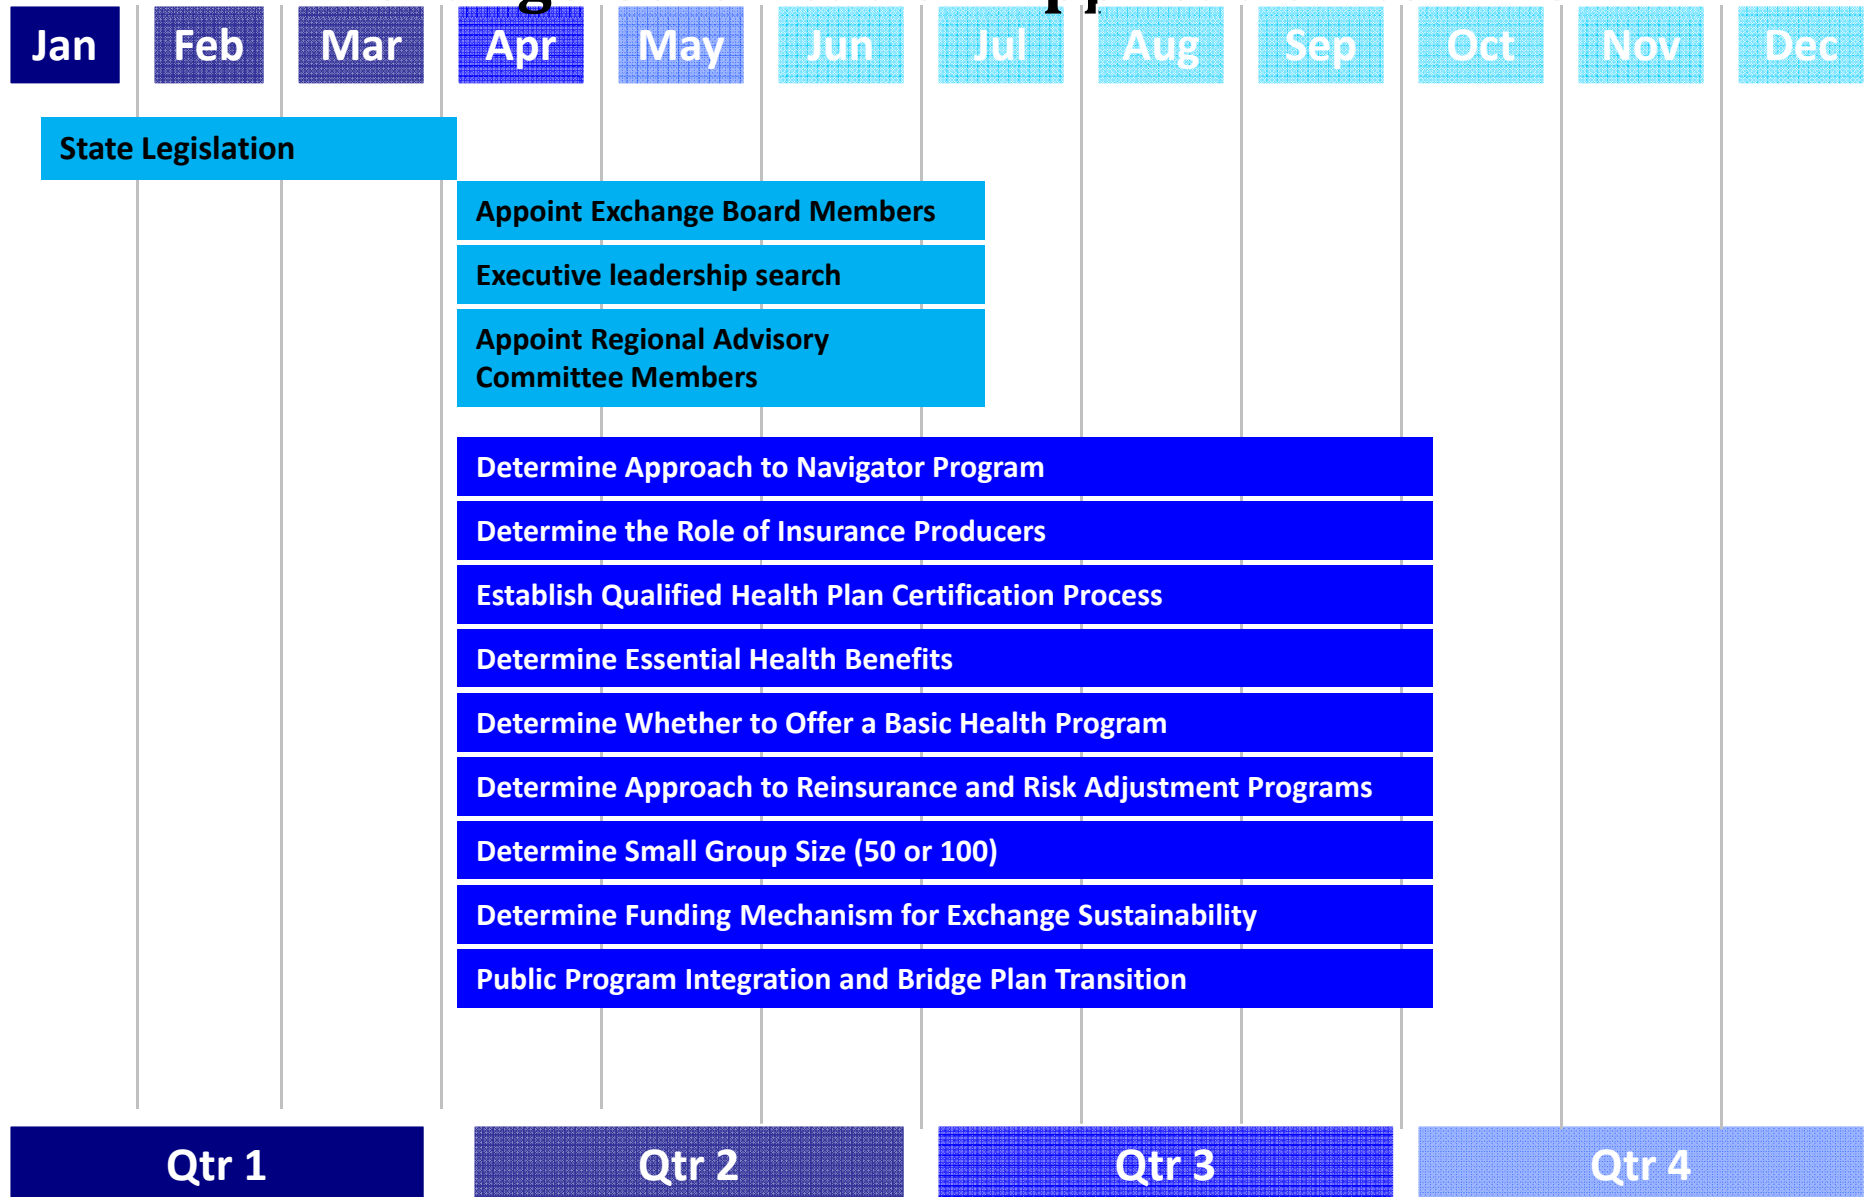 Jan Feb Mar Apr May Jun Jul Aug Sep Oct Nov Dec
State Legislation
Appoint Exchange Board Members
Executive leadership search
Appoint Regional Advisory
Committee Members
Determine Approach to Navigator Program
Determine the Role of Insurance Producers
Establish Qualified Health Plan Certification Process
Determine Essential Health Benefits
Determine Whether to Offer a Basic Health Program
Determine Approach to Reinsurance and Risk Adjustment Programs
Determine Small Group Size (50 or 100)
Determine Funding Mechanism for Exchange Sustainability
Public Program Integration and Bridge Plan Transition
Qtr 1 Qtr 2 Qtr 3 Qtr 4